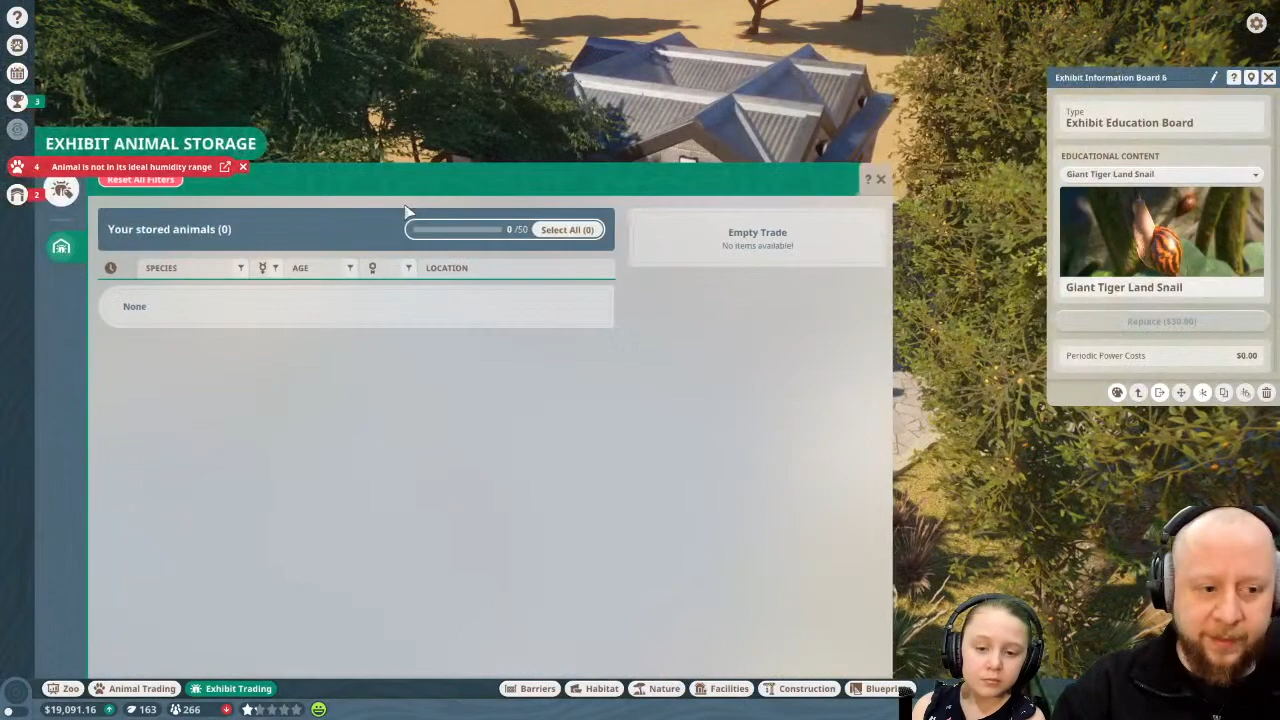 3
EXHIBIT ANIMAL STORAGE
4 Animal is not in its ideal humidity range
2
Reset All Filters
?
Your stored animals (0)
0 /50
Select All (0)
SPECIES
AGE
LOCATION
None
Empty Trade
No items available!
Exhibit Information Board 6
?
Type
Exhibit Education Board
EDUCATIONAL CONTENT
Giant Tiger Land Snail
Giant Tiger Land Snail
Replace ($30.00)
Periodic Power Costs
$0.00
Zoo
Animal Trading
Exhibit Trading
Barriers
Habitat
Nature
Facilities
Construction
$19,091.16
163
266